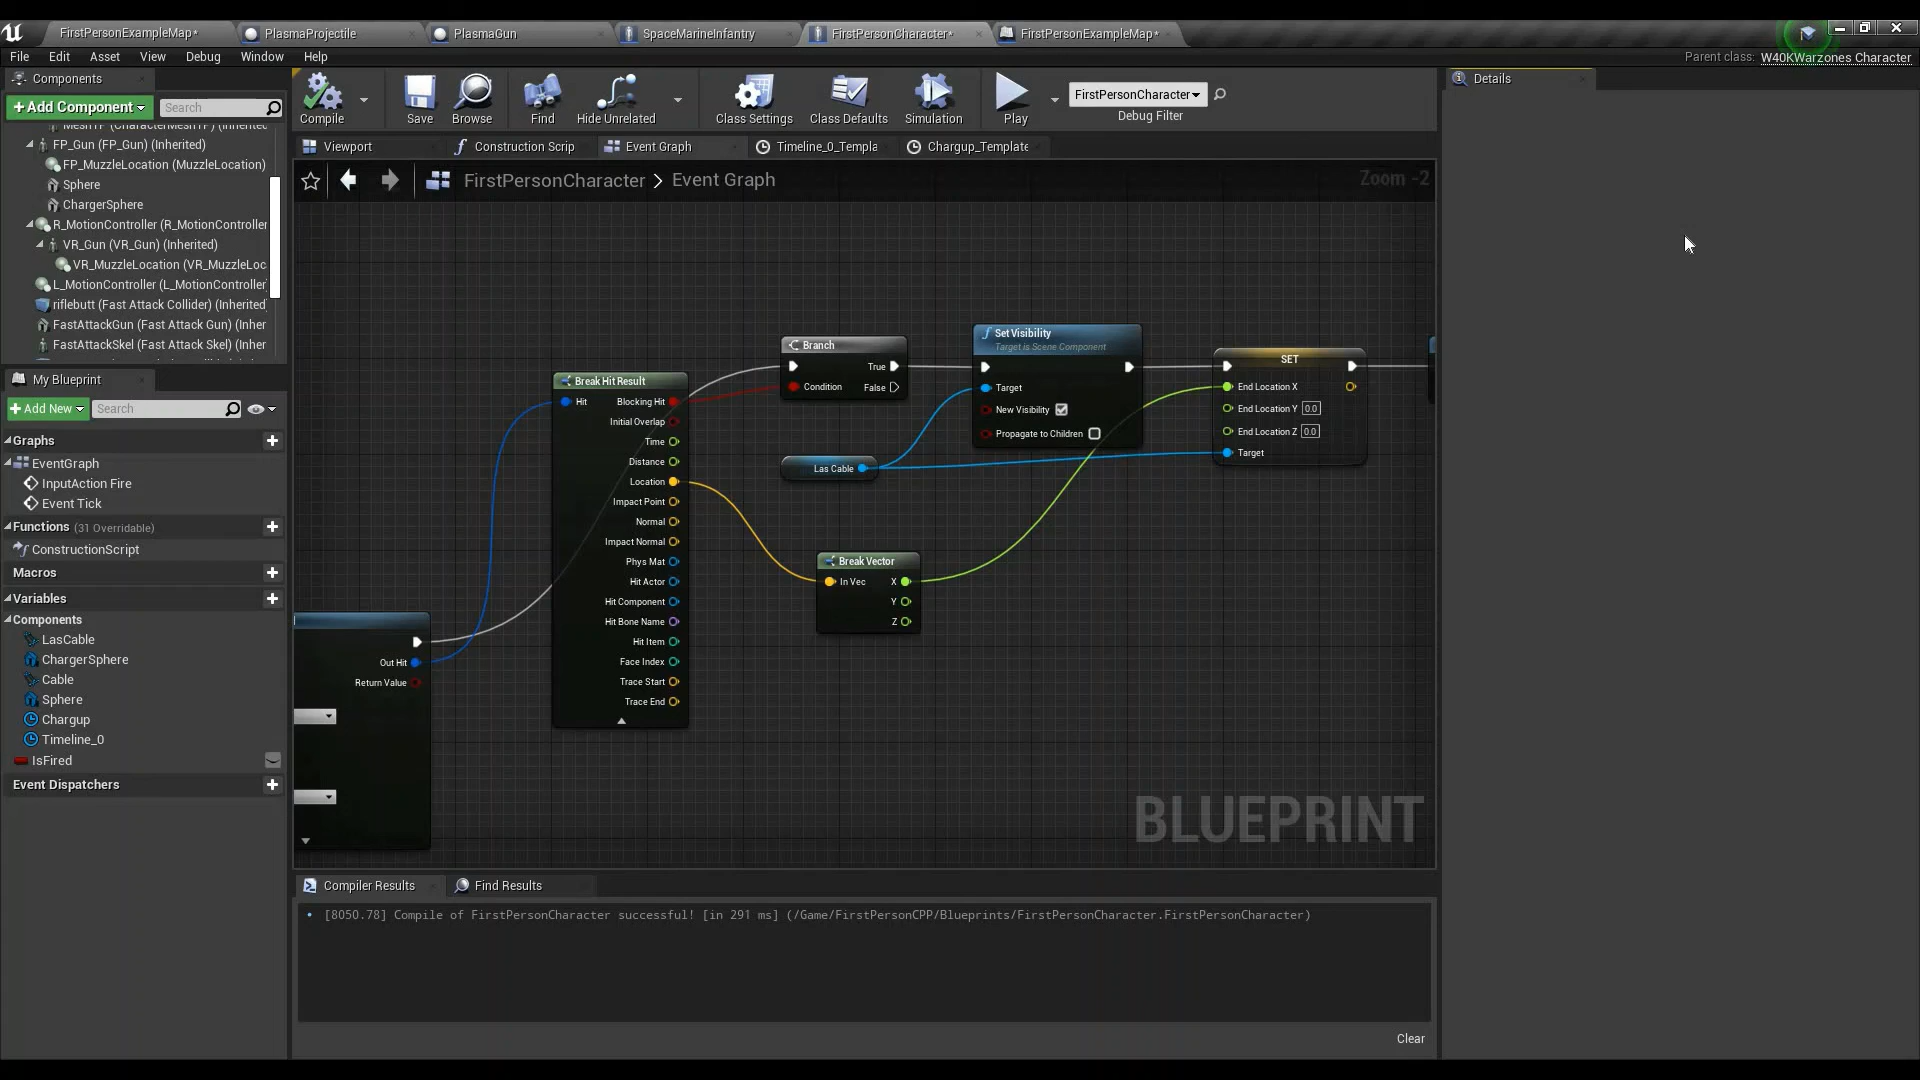 FirstPersonExampleMap*
PlasmaProjectile
PlasmaGun
SpaceMarineInfantry
FirstPersonCharacter*
FirstPersonExampleMap*
File Edit Asset View Debug Window Help
Parent class: W40KWarzones Character
Components
+Add Component
Search
MeshTP (CharacterMeshTP) (Inherited
FP_Gun (FP_Gun) (Inherited)
FP_MuzzleLocation (MuzzleLocation)
Sphere
ChargerSphere
R_MotionController (R_MotionController
VR_Gun (VR_Gun) (Inherited)
VR_MuzzleLocation (VR_MuzzleLoc
L_MotionController (L_MotionController
riflebutt (Fast Attack Collider) (Inherited
FastAttackGun (Fast Attack Gun) (Inher
FastAttackSkel (Fast Attack Skel) (Inher
My Blueprint
+Add New
Search
Graphs
EventGraph
InputAction Fire
Event Tick
Functions (31 Overridable)
ConstructionScript
Macros
Variables
Components
LasCable
ChargerSphere
Cable
Sphere
Chargup
Timeline_0
IsFired
Event Dispatchers
Compile
Save
Browse
Find
Hide Unrelated
Class Settings
Class Defaults
Simulation
Play
FirstPersonCharacter
Debug Filter
Viewport
Construction Scrip
Event Graph
Timeline_0_Templa
Chargup_Template
FirstPersonCharacter > Event Graph
Zoom -2
Out Hit
Return Value
Break Hit Result
Hit
Blocking Hit
Initial Overlap
Time
Distance
Location
Impact Point
Normal
Impact Normal
Phys Mat
Hit Actor
Hit Component
Hit Bone Name
Hit Item
Face Index
Trace Start
Trace End
Branch
True
Condition
False
Las Cable
Break Vector
In Vec
X
Y
Z
Set Visibility
Target is Scene Component
Target
New Visibility
Propagate to Children
SET
End Location X
End Location Y 0.0
End Location Z 0.0
Target
BLUEPRINT
Compiler Results
Find Results
[8050.78] Compile of FirstPersonCharacter successful! [in 291 ms] (/Game/FirstPersonCPP/Blueprints/FirstPersonCharacter.FirstPersonCharacter)
Clear
Details